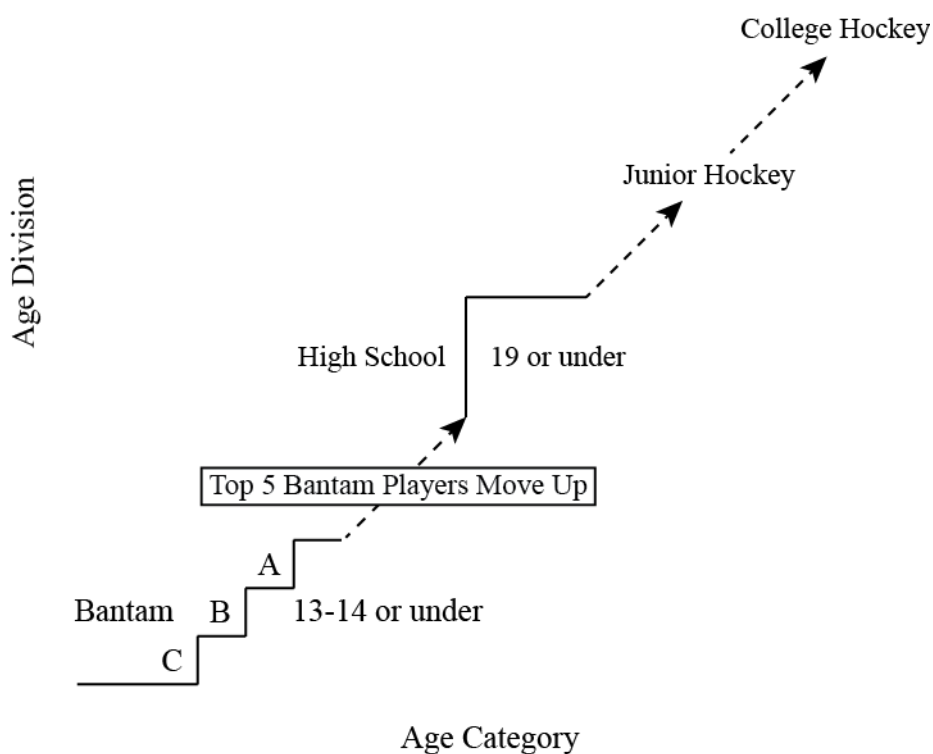 College Hockey
Junior Hockey
Age Division
High School 19 or under
Top 5 Bantam Players Move Up
A
Bantam B 13-14 or under
C
Age Category